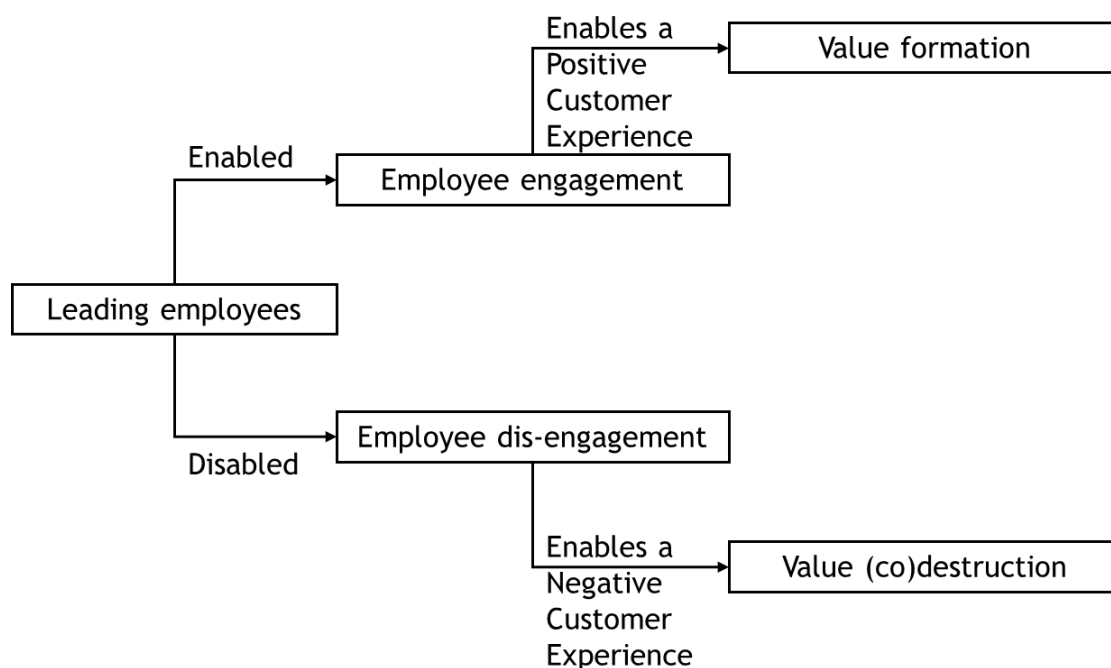 Enables a
Positive
Customer
Experience
Value formation
Enabled
Employee engagement
Leading employees
Disabled
Employee dis-engagement
Enables a
Negative
Customer
Experience
Value (co)destruction